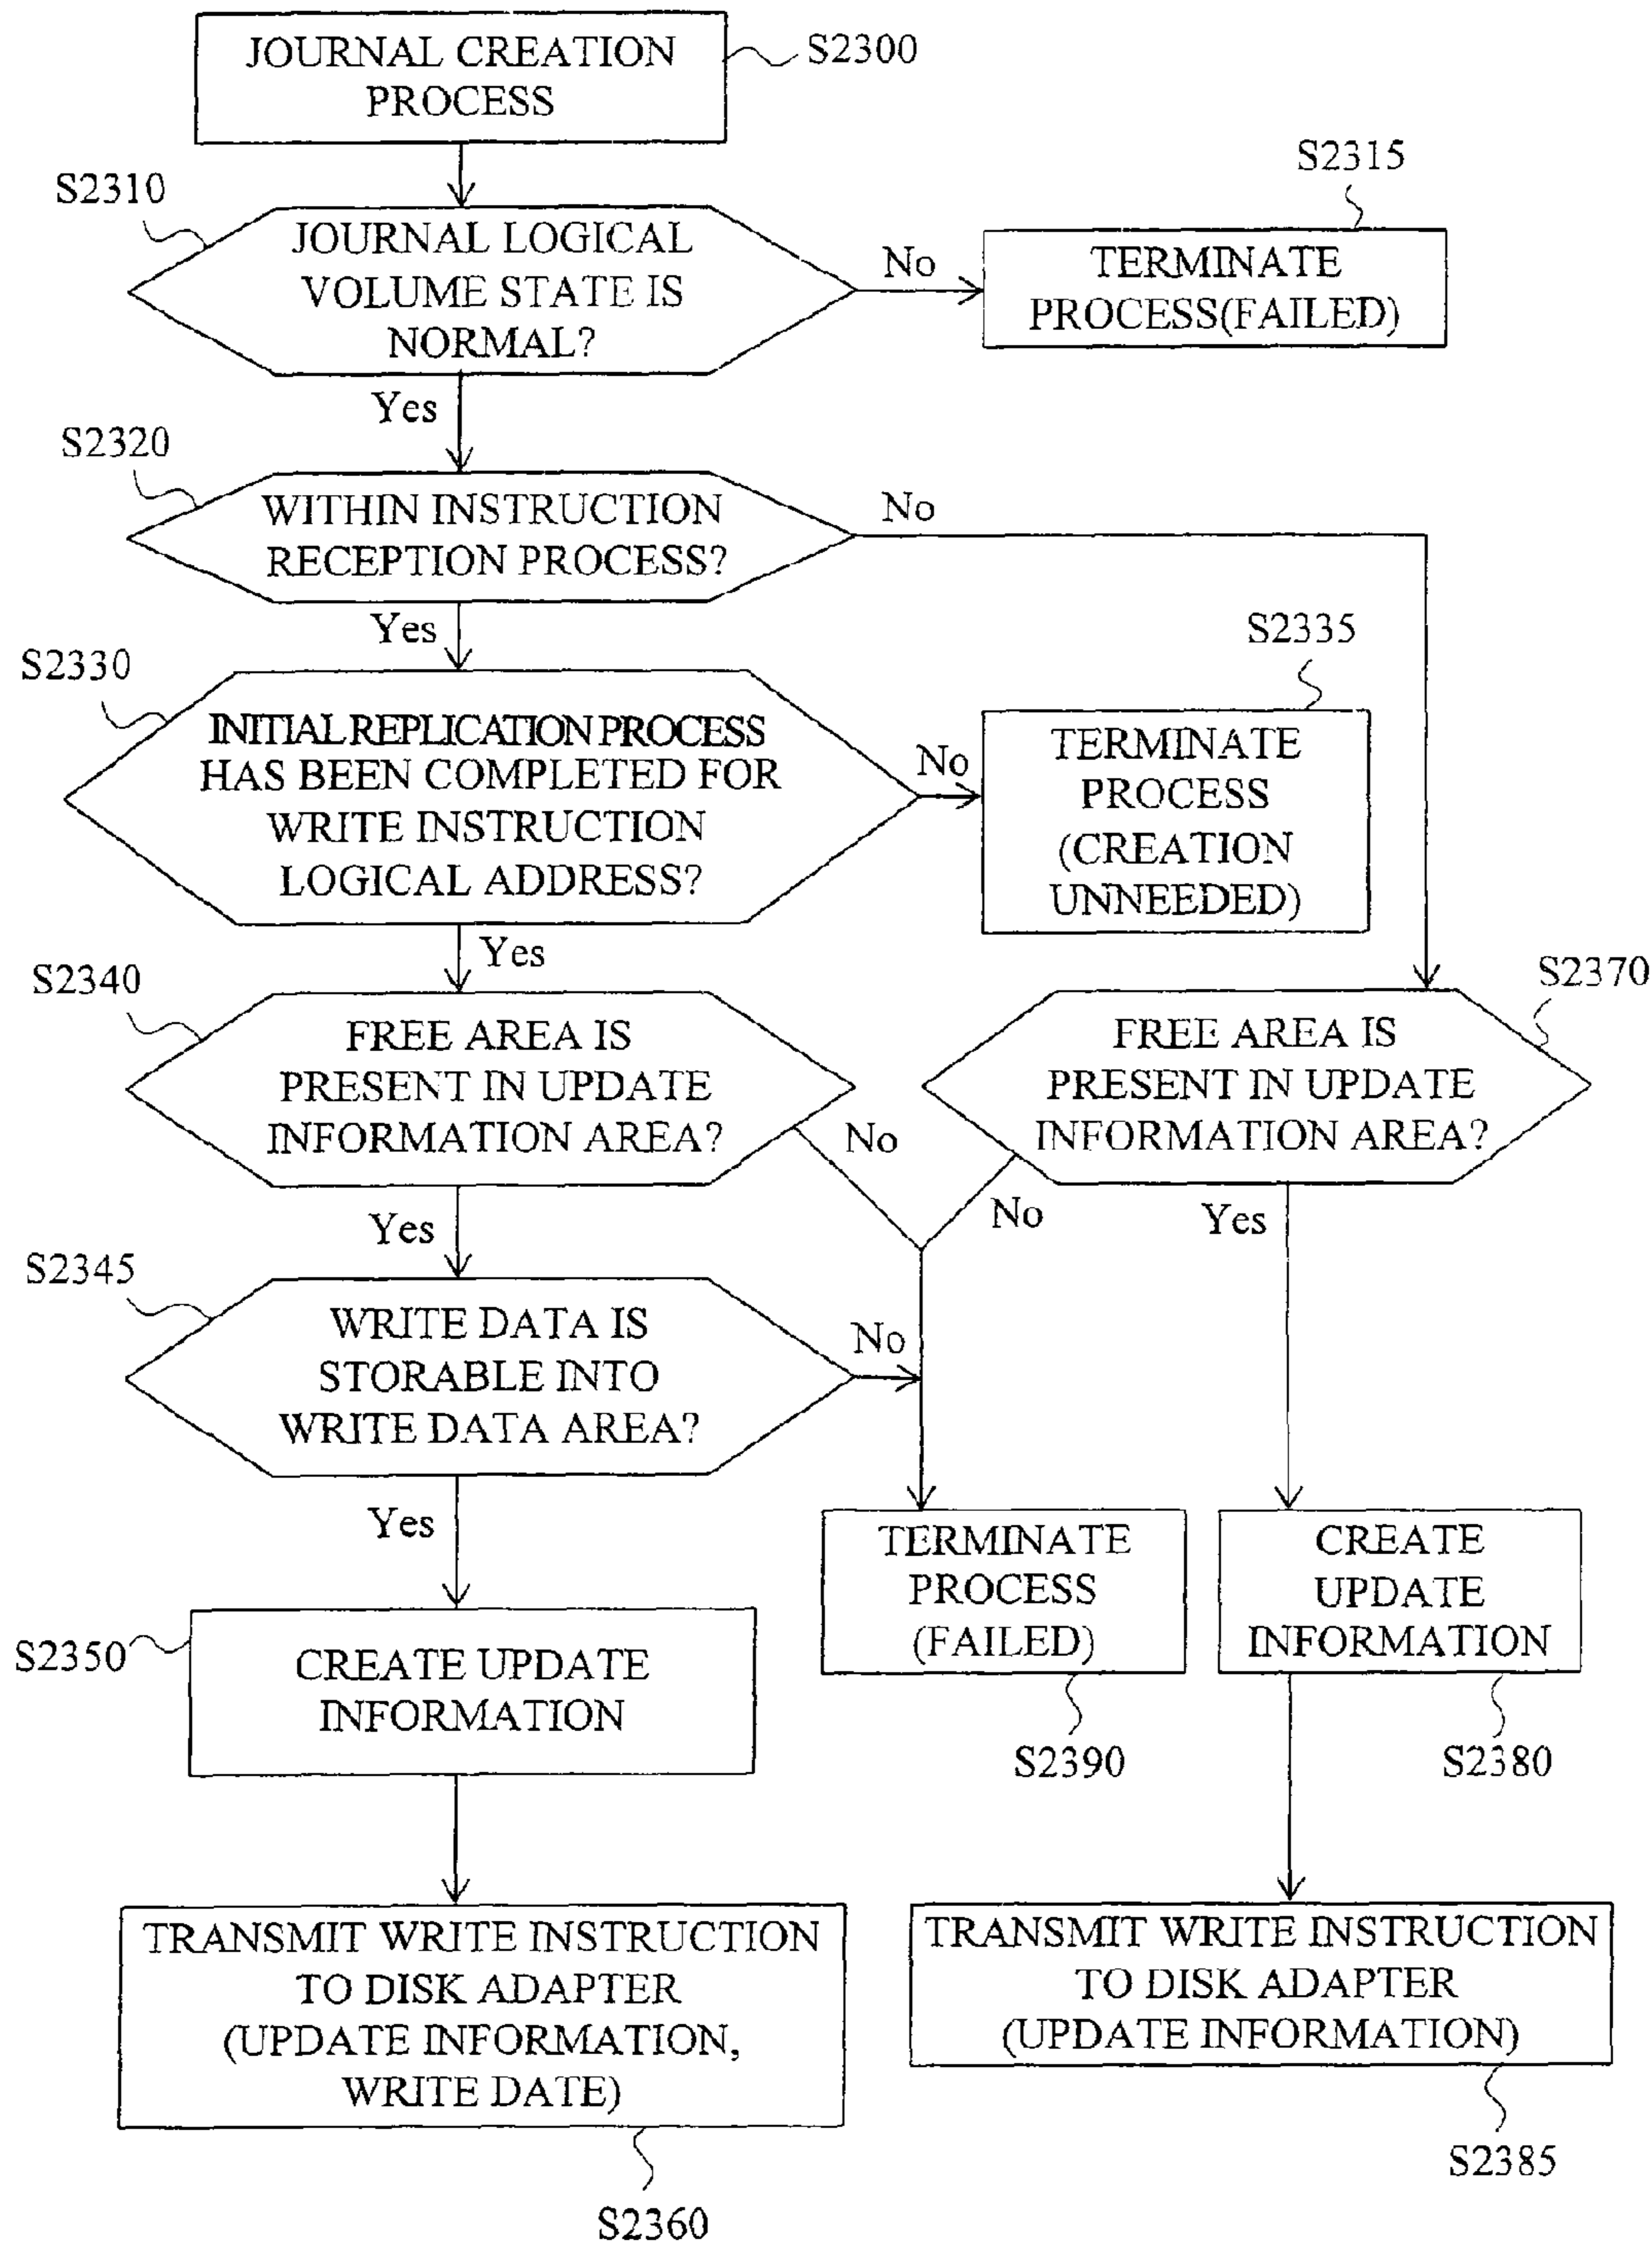 JOURNAL CREATION
PROCESS
S2300
S2310
JOURNAL LOGICAL
VOLUME STATE IS
NORMAL?
No
S2315
TERMINATE
PROCESS(FAILED)
Yes
S2320
WITHIN INSTRUCTION
RECEPTION PROCESS?
No
Yes
S2330
INITIAL REPLICATION PROCESS
HAS BEEN COMPLETED FOR
WRITE INSTRUCTION
LOGICAL ADDRESS?
No
S2335
TERMINATE
PROCESS
(CREATION
UNNEEDED)
Yes
S2340
FREE AREA IS
PRESENT IN UPDATE
INFORMATION AREA?
No
S2370
FREE AREA IS
PRESENT IN UPDATE
INFORMATION AREA?
No
Yes
Yes
S2345
WRITE DATA IS
STORABLE INTO
WRITE DATA AREA?
No
Yes
TERMINATE
PROCESS
(FAILED)
S2390
CREATE
UPDATE
INFORMATION
S2380
S2350
CREATE UPDATE
INFORMATION
TRANSMIT WRITE INSTRUCTION
TO DISK ADAPTER
(UPDATE INFORMATION,
WRITE DATE)
S2360
TRANSMIT WRITE INSTRUCTION
TO DISK ADAPTER
(UPDATE INFORMATION)
S2385